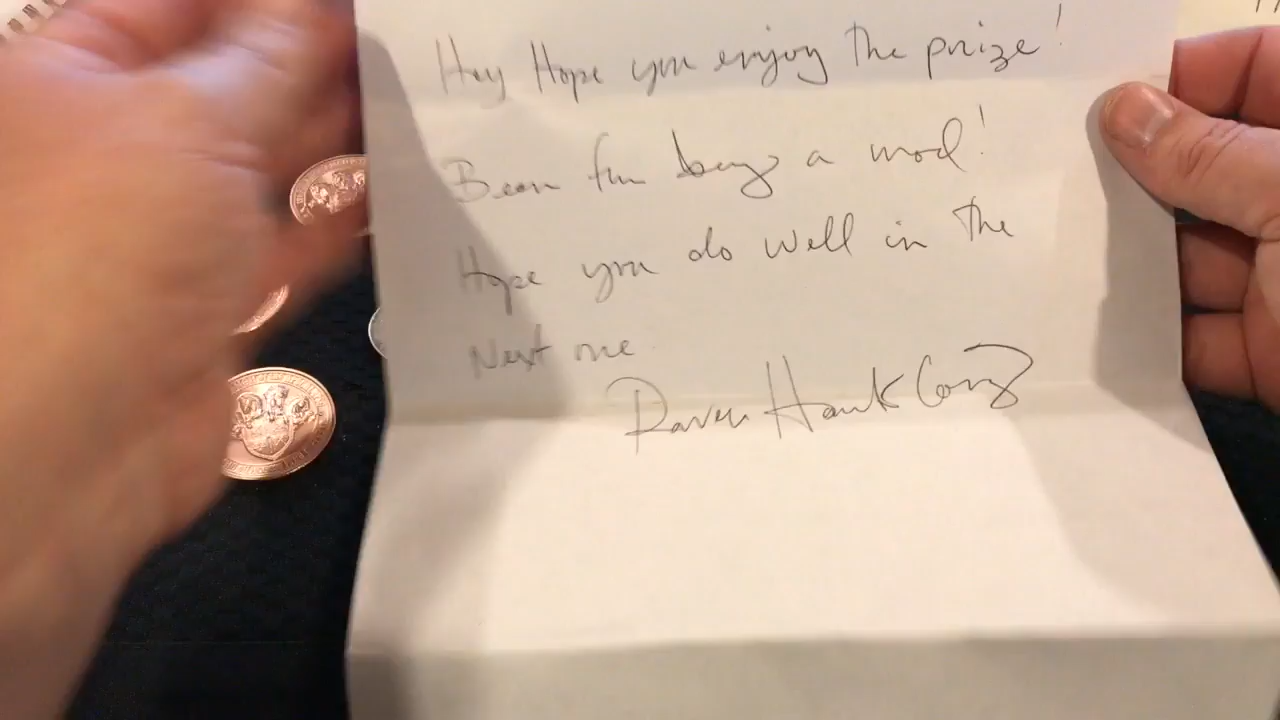 Hey Hope you enjoy the prize!
Been fun being a mod!
Hope you do well in the
Next one
Raven Hawk